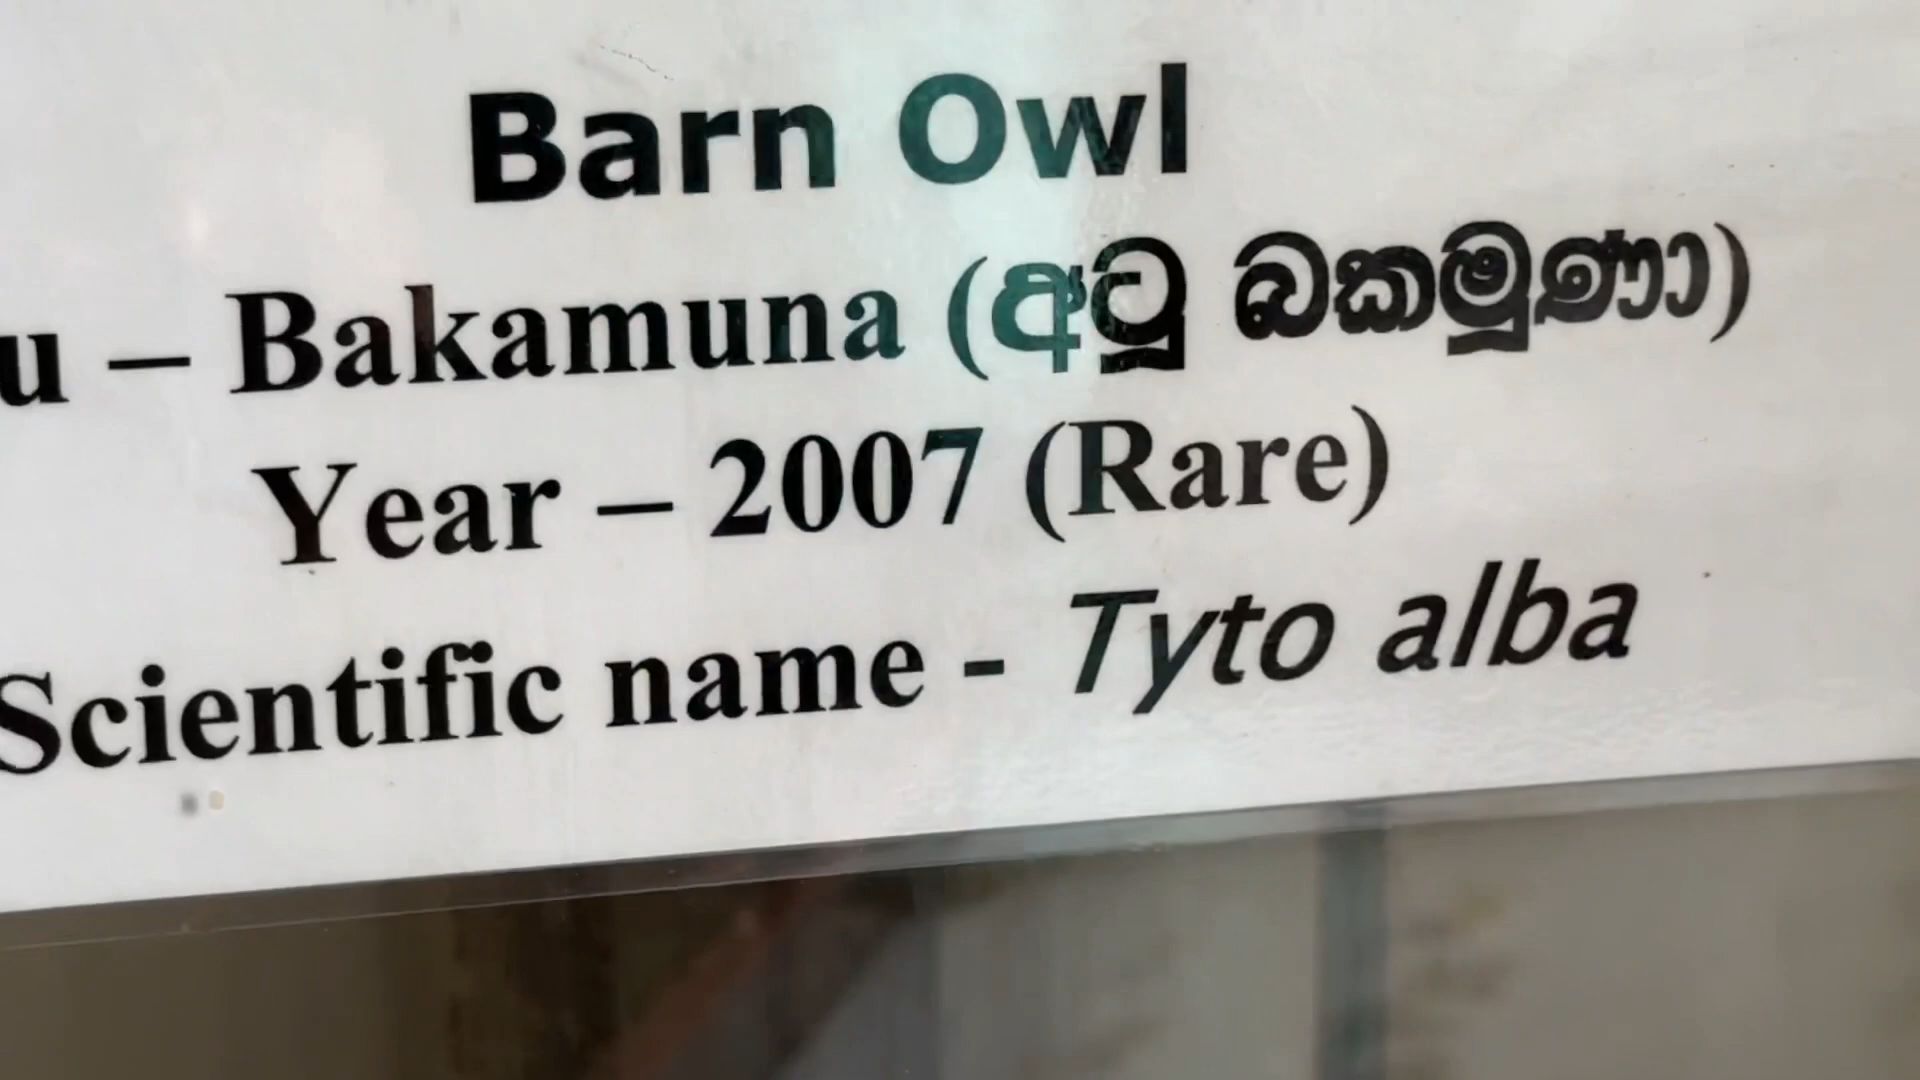 Barn Owl
u – Bakamuna (අටු බකමූණා)
Year – 2007 (Rare)
Scientific name - Tyto alba